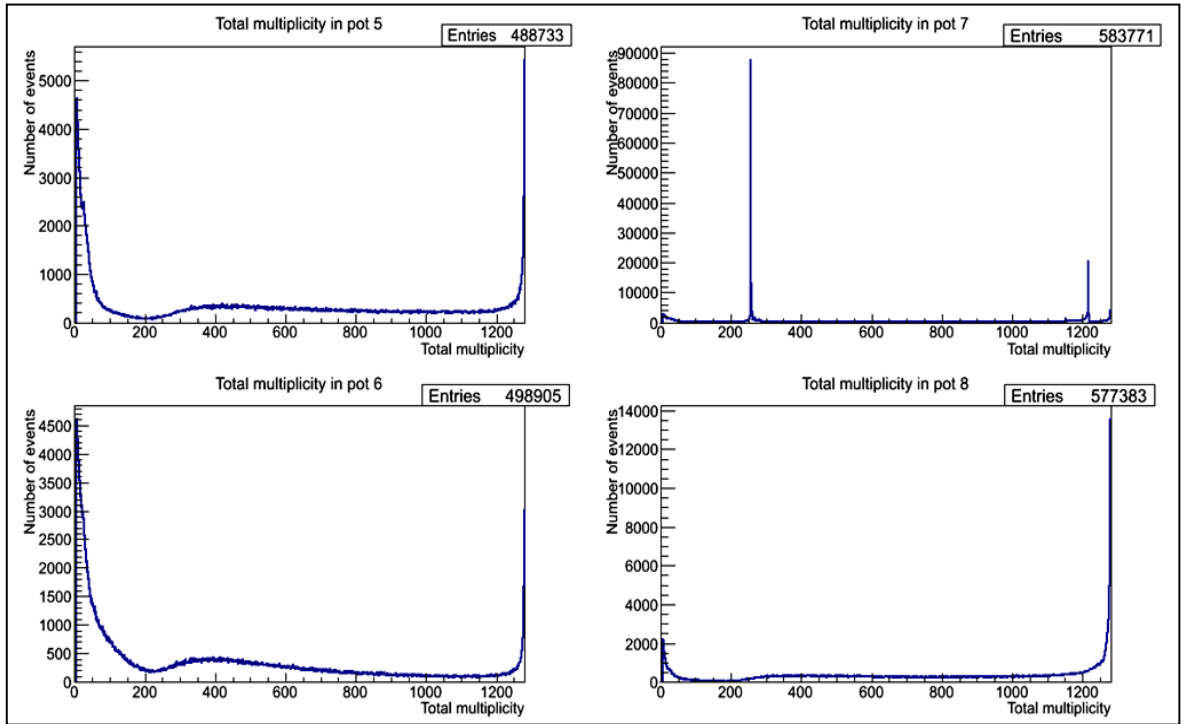 Total multiplicity in pot 5
Entries 488733
Number of events
5000
4000
3000
2000
1000
0
0 200 400 600 800 1000 1200
Total multiplicity
Total multiplicity in pot 7
Entries 583771
Number of events
90000
80000
70000
60000
50000
40000
30000
20000
10000
0
0 200 400 600 800 1000 1200
Total multiplicity
Total multiplicity in pot 6
Entries 498905
Number of events
4500
4000
3500
3000
2500
2000
1500
1000
500
0
0 200 400 600 800 1000 1200
Total multiplicity
Total multiplicity in pot 8
Entries 577383
Number of events
14000
12000
10000
8000
6000
4000
2000
0
0 200 400 600 800 1000 1200
Total multiplicity